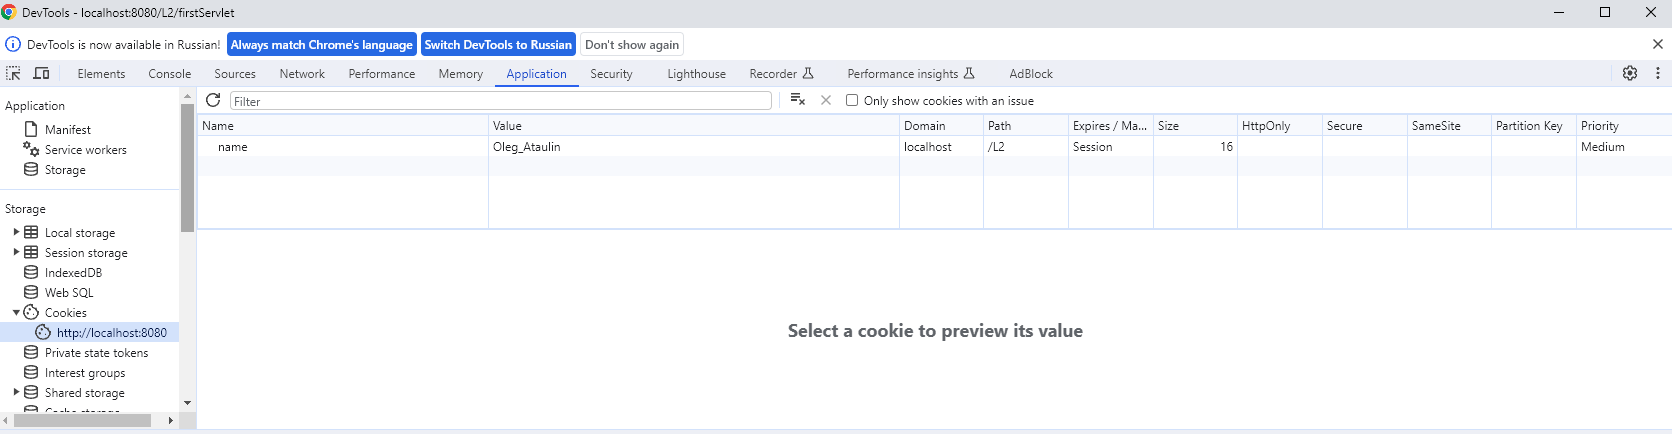 DevTools - localhost:8080/L2/firstServlet
DevTools is now available in Russian! Always match Chrome's language Switch DevTools to Russian Don't show again
Elements Console Sources Network Performance Memory Application Security Lighthouse Recorder Performance insights AdBlock
Application
Manifest
Service workers
Storage
Storage
Local storage
Session storage
IndexedDB
Web SQL
Cookies
http://localhost:8080
Private state tokens
Interest groups
Shared storage
Cache storage
Filter Only show cookies with an issue
Name Value Domain Path Expires / Ma... Size HttpOnly Secure SameSite Partition Key Priority
name Oleg_Ataulin localhost /L2 Session 16 Medium
Select a cookie to preview its value